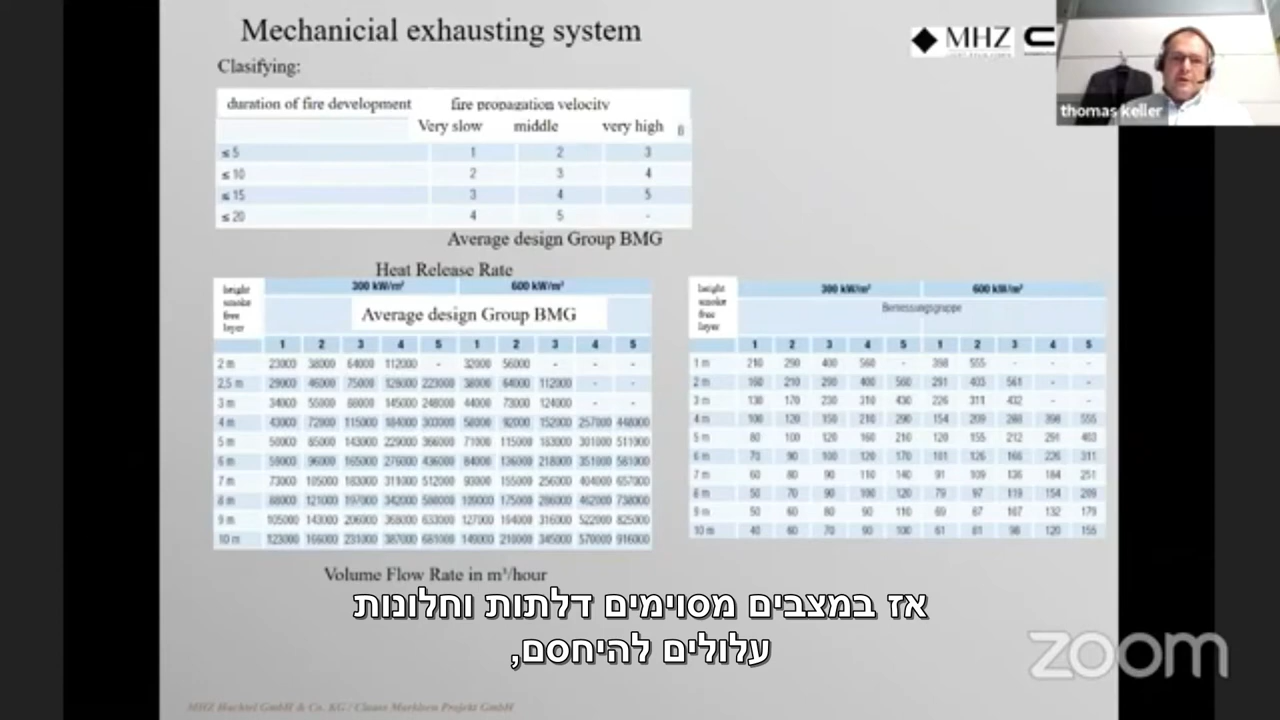 Mechanicial exhausting system
MHZ
thomas keller
Clasifying:
duration of fire development fire propagation velocity
Very slow middle very high
≤ 5 1 2 3
≤ 10 2 3 4
≤ 15 3 4 5
≤ 20 4 5 -
Average design Group BMG
Heat Release Rate
height smoke free layer
300 kW/m² 600 kW/m²
Average design Group BMG
1 2 3 4 5 1 2 3 4 5
2 m 23000 38000 64000 112000 - 32000 56000 - - -
2,5 m 29000 46000 75000 128000 223000 38000 64000 112000 - -
3 m 34000 55000 145000 248000 44000 73000 124000 - -
4 m 43000 72000 115000 184000 303000 58000 92000 152000 257000 448000
5 m 50000 85000 143000 229000 366000 71000 115000 183000 301000 511000
6 m 59000 96000 165000 276000 436000 84000 136000 218000 351000 581000
7 m 73000 105000 183000 311000 512000 93000 155000 256000 404000 657000
8 m 88000 121000 197000 342000 580000 109000 175000 286000 462000 738000
9 m 105000 143000 206000 368000 633000 127000 194000 316000 522000 825000
10 m 123000 166000 231000 387000 681000 149000 210000 345000 570000 916000
Volume Flow Rate in m³/hour
height smoke free layer
300 kW/m² 600 kW/m²
Bemessungsgruppe
1 2 3 4 5 1 2 3 4 5
1 m 210 290 400 560 - 398 555 - - -
2 m 160 210 290 400 560 291 403 561 - -
3 m 130 170 230 310 430 226 311 432 - -
4 m 100 120 150 210 290 154 209 288 398 555
5 m 80 100 120 160 210 120 155 212 291 403
6 m 70 90 100 120 170 101 126 166 226 311
7 m 60 80 90 110 140 91 109 136 184 251
8 m 50 70 90 100 120 79 97 119 154 209
9 m 50 60 80 90 110 69 87 107 132 179
10 m 40 60 70 90 100 61 81 98 120 155
אז במצבים מסוימים דלתות וחלונות
עלולים להיחסם,
zoom
MHZ Hachtel GmbH & Co. KG / Clauss Markisen Projekt GmbH